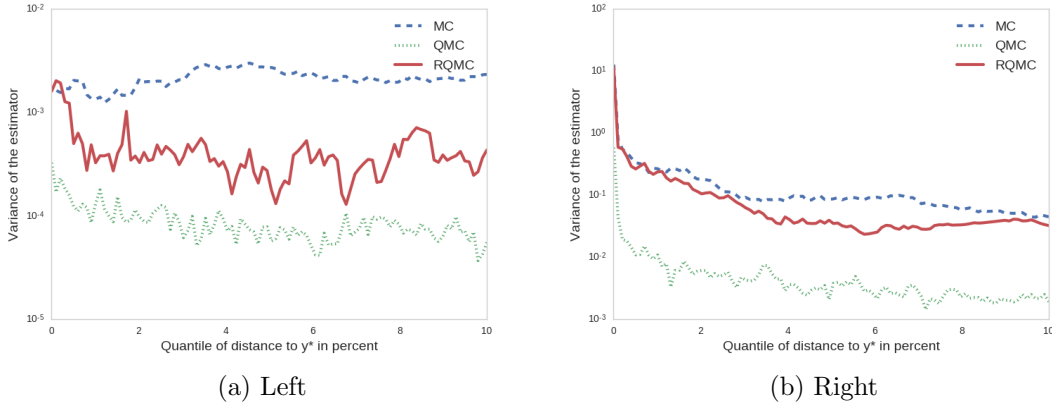 10^-2
10^-3
10^-4
10^-5
Variance of the estimator
MC
QMC
RQMC
0 2 4 6 8 10
Quantile of distance to y* in percent
(a) Left
10^2
10^1
10^0
10^-1
10^-2
10^-3
Variance of the estimator
MC
QMC
RQMC
0 2 4 6 8 10
Quantile of distance to y* in percent
(b) Right